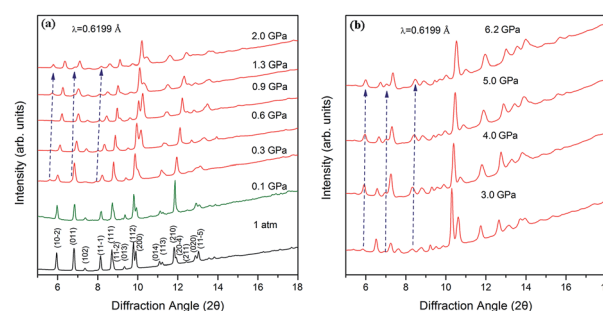 (a)
λ=0.6199 Å
2.0 GPa
1.3 GPa
0.9 GPa
0.6 GPa
0.3 GPa
0.1 GPa
1 atm
(10-2)
(011)
(102)
(11-1)
(111)
(11-2)
(013)
(112)
(200)
(014)
(113)
(210)
(20-4)
(211)
(020)
(11-5)
Intensity (arb. units)
6 8 10 12 14 16 18
Diffraction Angle (2θ)
(b)
λ=0.6199 Å
6.2 GPa
5.0 GPa
4.0 GPa
3.0 GPa
Intensity (arb. units)
6 8 10 12 14 16 18
Diffraction Angle (2θ)